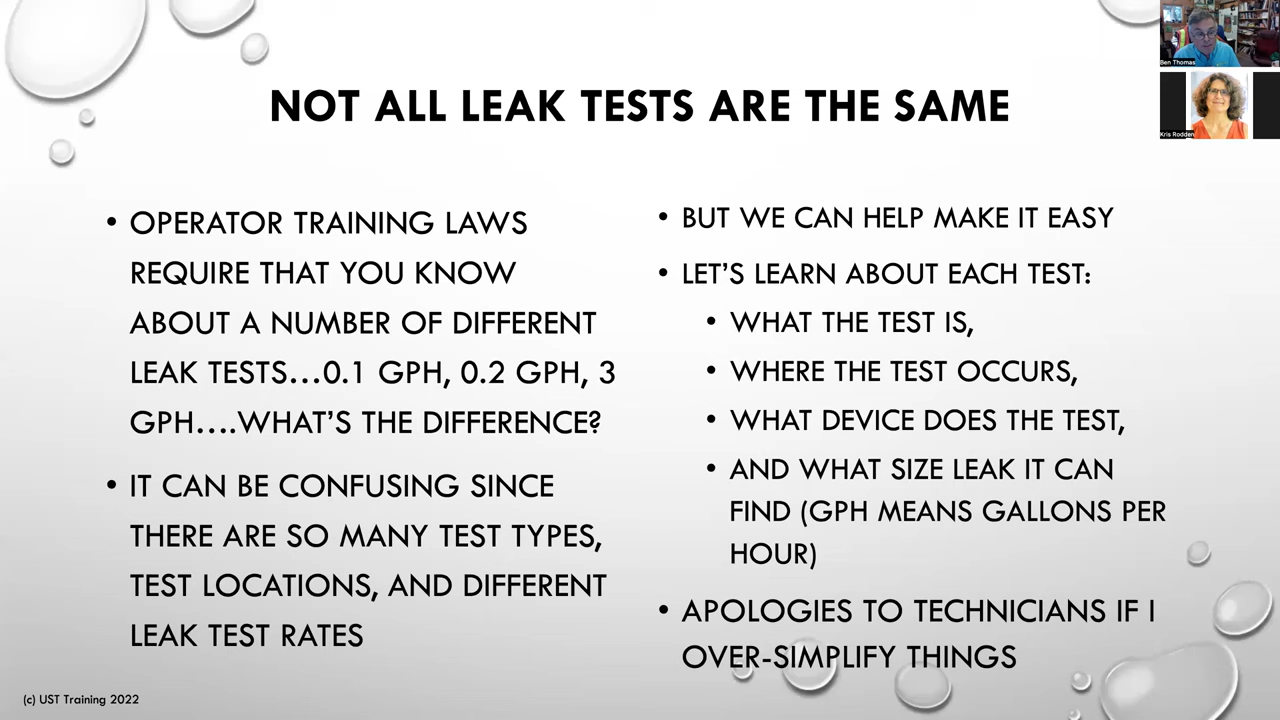 NOT ALL LEAK TESTS ARE THE SAME
• OPERATOR TRAINING LAWS
REQUIRE THAT YOU KNOW
ABOUT A NUMBER OF DIFFERENT
LEAK TESTS...0.1 GPH, 0.2 GPH, 3
GPH....WHAT'S THE DIFFERENCE?
• IT CAN BE CONFUSING SINCE
THERE ARE SO MANY TEST TYPES,
TEST LOCATIONS, AND DIFFERENT
LEAK TEST RATES
• BUT WE CAN HELP MAKE IT EASY
• LET'S LEARN ABOUT EACH TEST:
• WHAT THE TEST IS,
• WHERE THE TEST OCCURS,
• WHAT DEVICE DOES THE TEST,
• AND WHAT SIZE LEAK IT CAN
FIND (GPH MEANS GALLONS PER
HOUR)
• APOLOGIES TO TECHNICIANS IF I
OVER-SIMPLIFY THINGS
(c) UST Training 2022
Ben Thomas
Kris Rodden